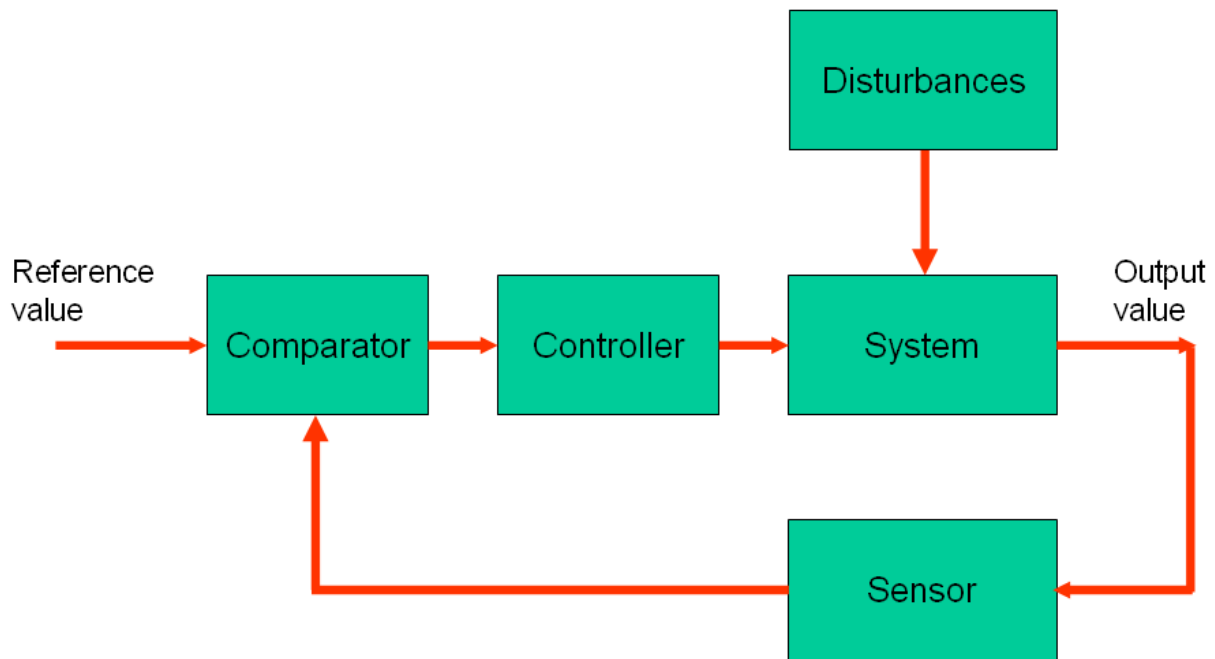 Disturbances
Reference
value
Comparator
Controller
System
Output
value
Sensor